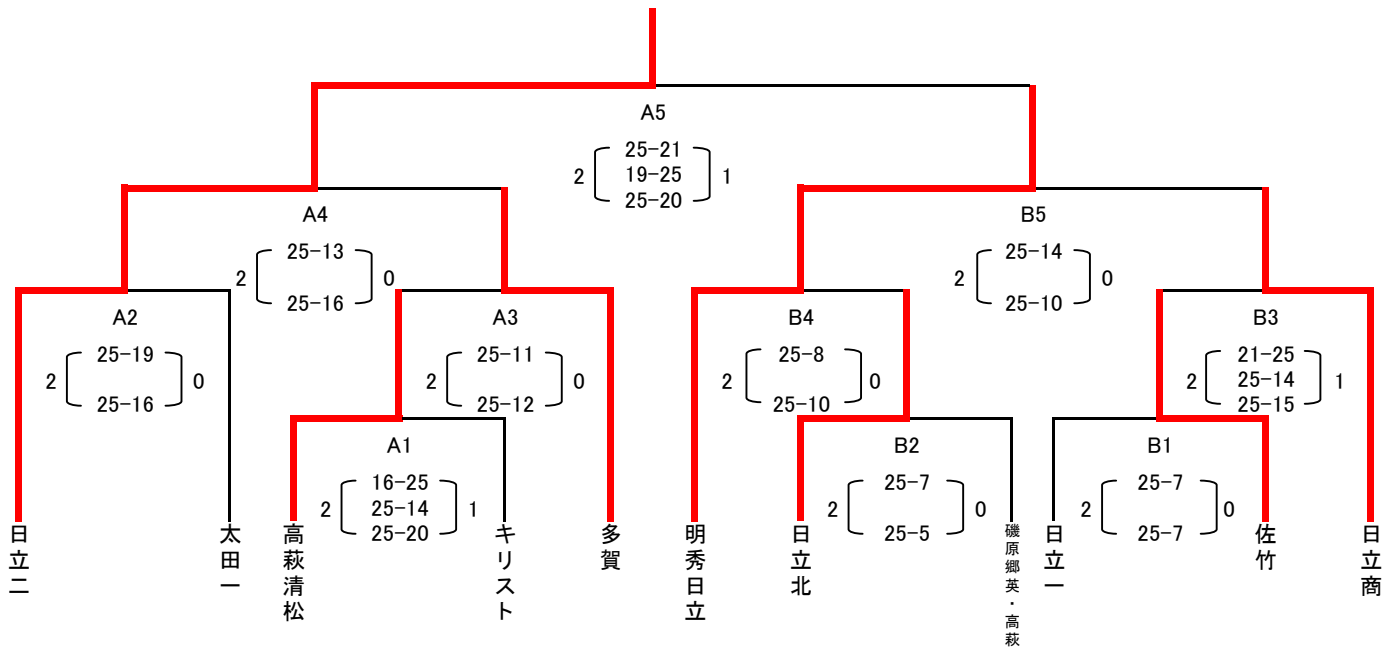 A5
25-21
2 19-25 1
25-20
A4
B5
25-13
25-14
2 0
2 0
25-16
25-10
A2
A3
B4
B3
25-19
25-11
25-8
21-25
2 0
2 0
2 0
2 25-14 1
25-16
25-12
25-10
25-15
A1
B2
B1
16-25
25-7
25-7
2 25-14 1
2 0
2 0
25-20
25-5
25-7
日立二
太田一
高萩清松
キリスト
多賀
明秀日立
日立北
磯原郷英・高萩
日立一
佐竹
日立商